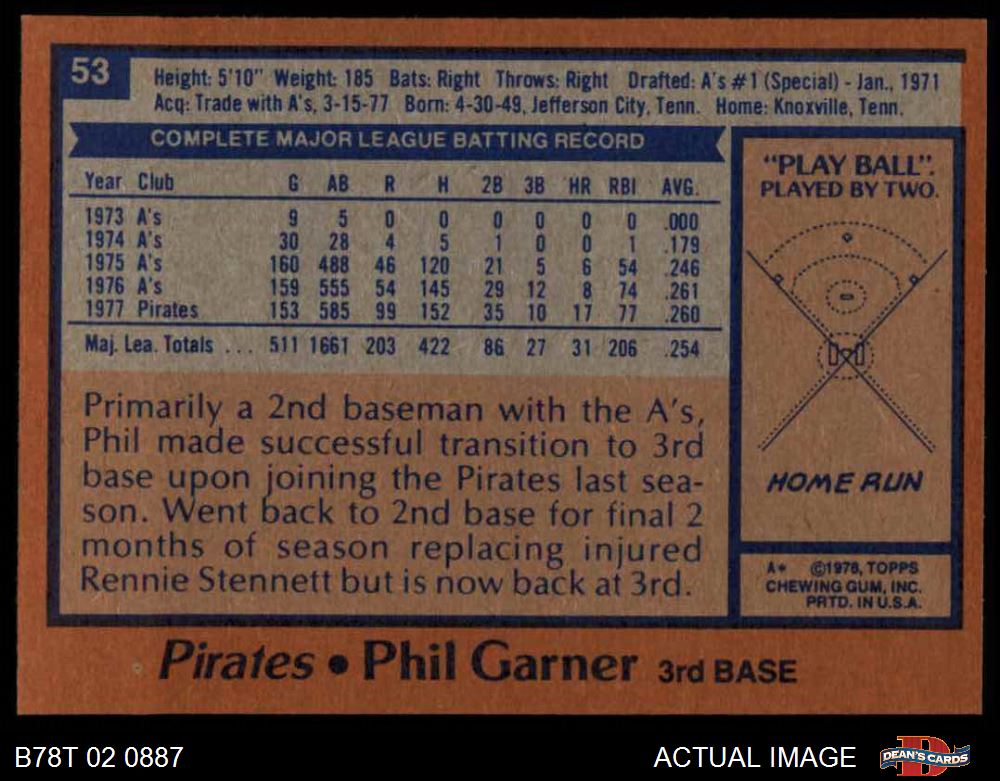 53
Height: 5'10" Weight: 185 Bats: Right Throws: Right Drafted: A's #1 (Special) - Jan., 1971
Acq: Trade with A's, 3-15-77 Born: 4-30-49, Jefferson City, Tenn. Home: Knoxville, Tenn.
COMPLETE MAJOR LEAGUE BATTING RECORD
Year Club G AB R H 2B 3B HR RBI AVG.
1973 A's 9 5 0 0 0 0 0 0 .000
1974 A's 30 28 4 5 1 0 0 1 .179
1975 A's 160 488 46 120 21 5 6 54 .246
1976 A's 159 555 54 145 29 12 8 74 .261
1977 Pirates 153 585 99 152 35 10 17 77 .260
Maj. Lea. Totals ... 511 1661 203 422 86 27 31 206 .254
Primarily a 2nd baseman with the A's,
Phil made successful transition to 3rd
base upon joining the Pirates last sea-
son. Went back to 2nd base for final 2
months of season replacing injured
Rennie Stennett but is now back at 3rd.
"PLAY BALL".
PLAYED BY TWO.
HOME RUN
A* ©1978, TOPPS
CHEWING GUM, INC.
PRTD. IN U.S.A.
Pirates • Phil Garner 3rd BASE
B78T 02 0887
ACTUAL IMAGE
DEAN'S CARDS